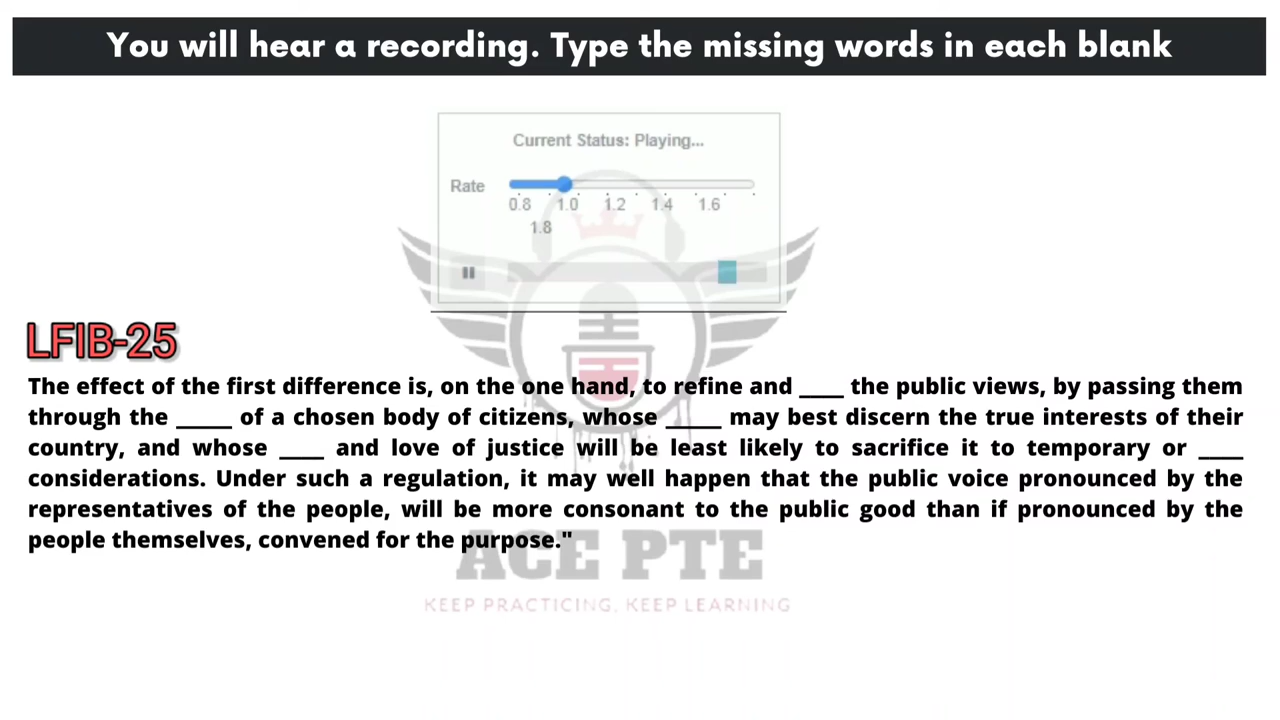 You will hear a recording. Type the missing words in each blank
Current Status: Playing...
Rate
0.8 1.0 1.2 1.4 1.6
1.8
LFIB-25
The effect of the first difference is, on the one hand, to refine and ____ the public views, by passing them
through the _____ of a chosen body of citizens, whose _____ may best discern the true interests of their
country, and whose ____ and love of justice will be least likely to sacrifice it to temporary or ____
considerations. Under such a regulation, it may well happen that the public voice pronounced by the
representatives of the people, will be more consonant to the public good than if pronounced by the
people themselves, convened for the purpose."
ACE PTE
KEEP PRACTICING, KEEP LEARNING